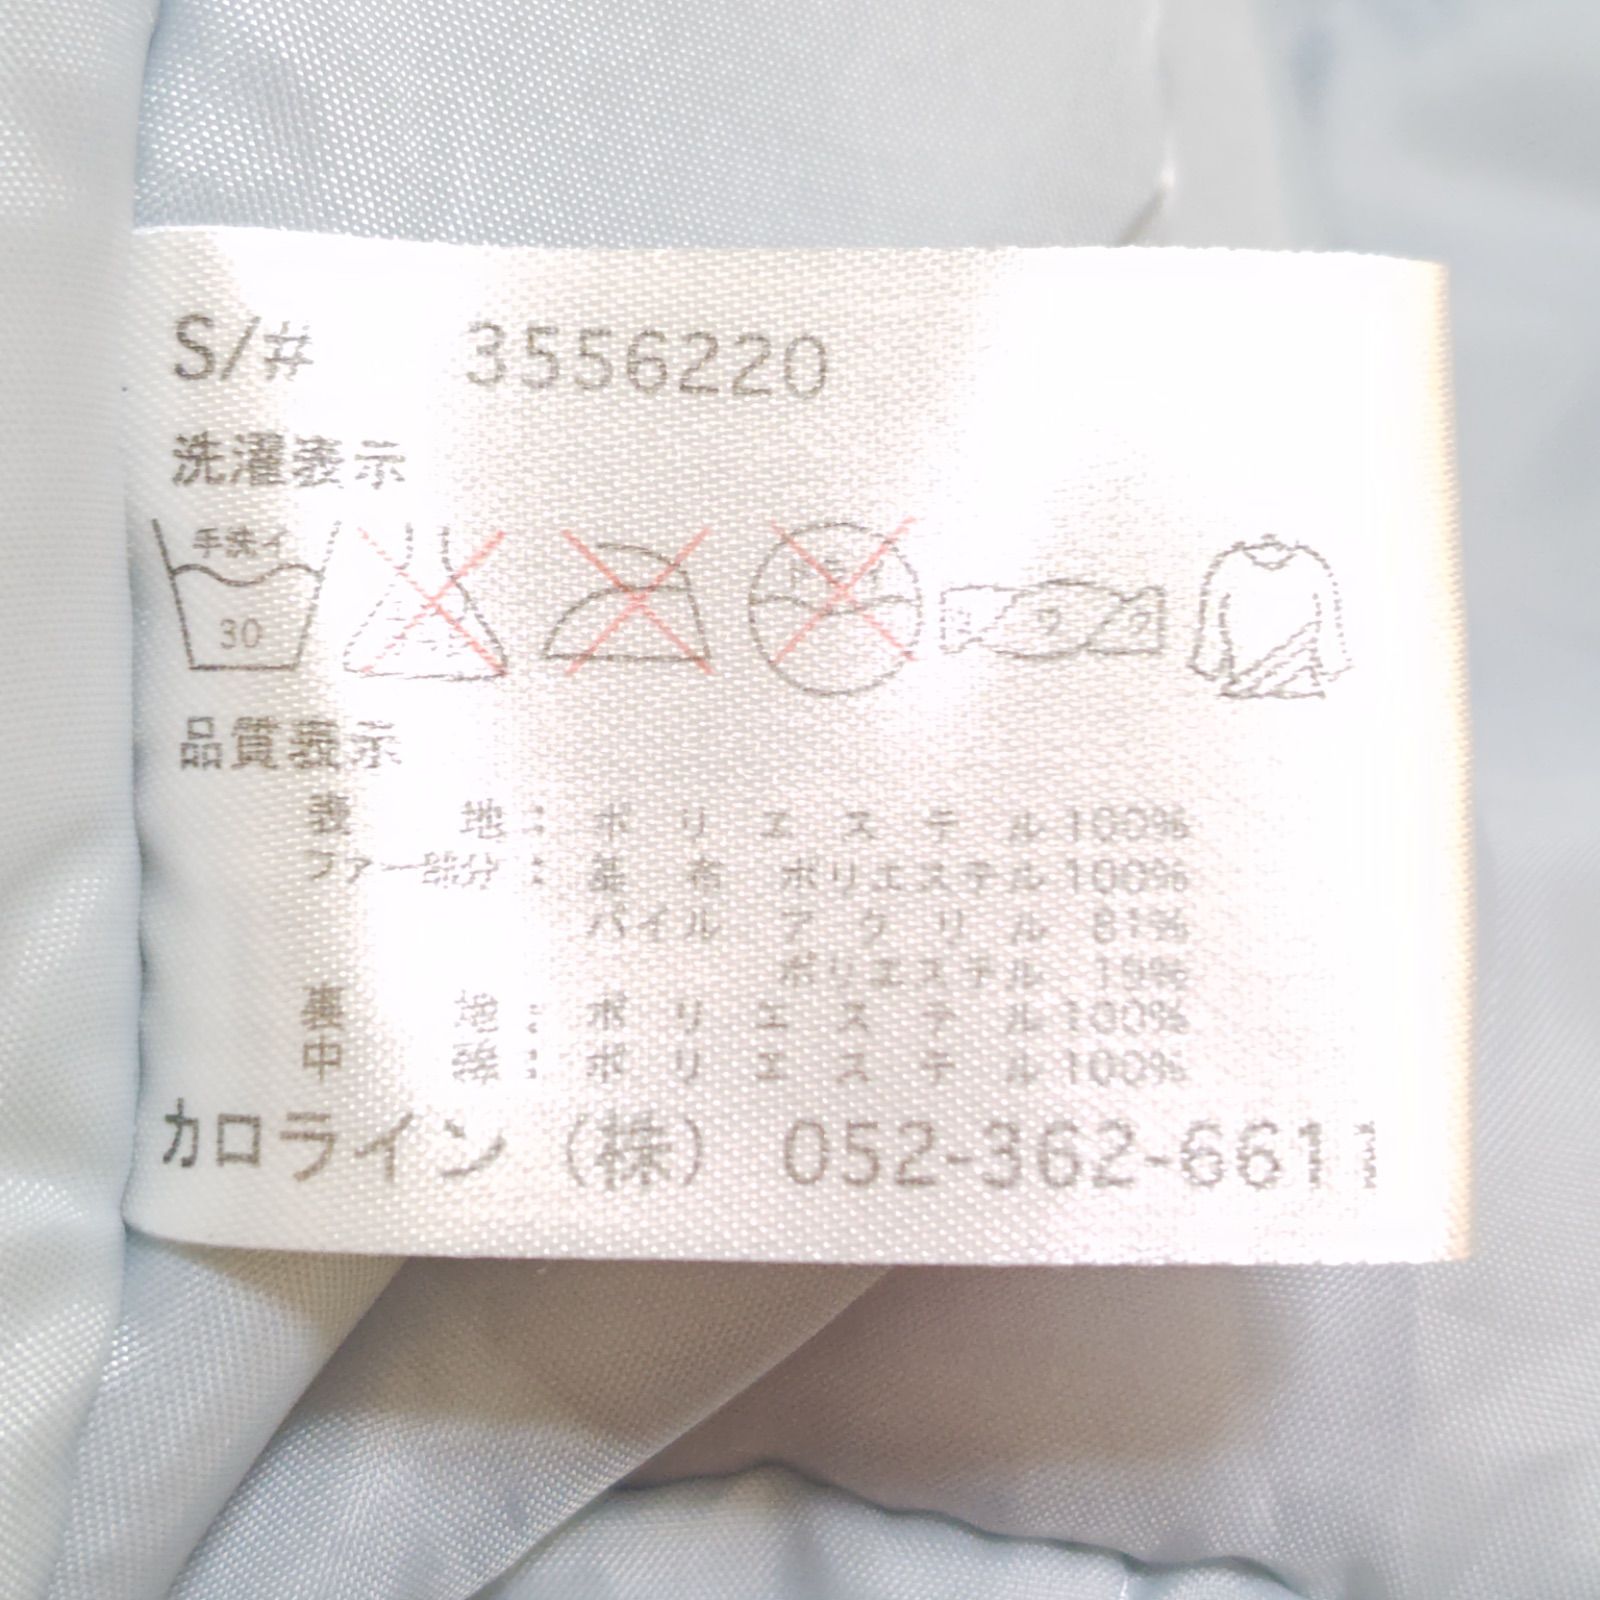 S/# 3556220
洗濯表示
手洗イ
30
品質表示
表 地: ポ リ エ ス テ ル 100%
ファー部分: 基 布 ポリエステル 100%
パイル ア ク リ ル 81%
ポリエステル 19%
裏 地: ポ リ エ ス テ ル 100%
中 綿: ポ リ エ ス テ ル 100%
カロライン (株) 052-362-6611